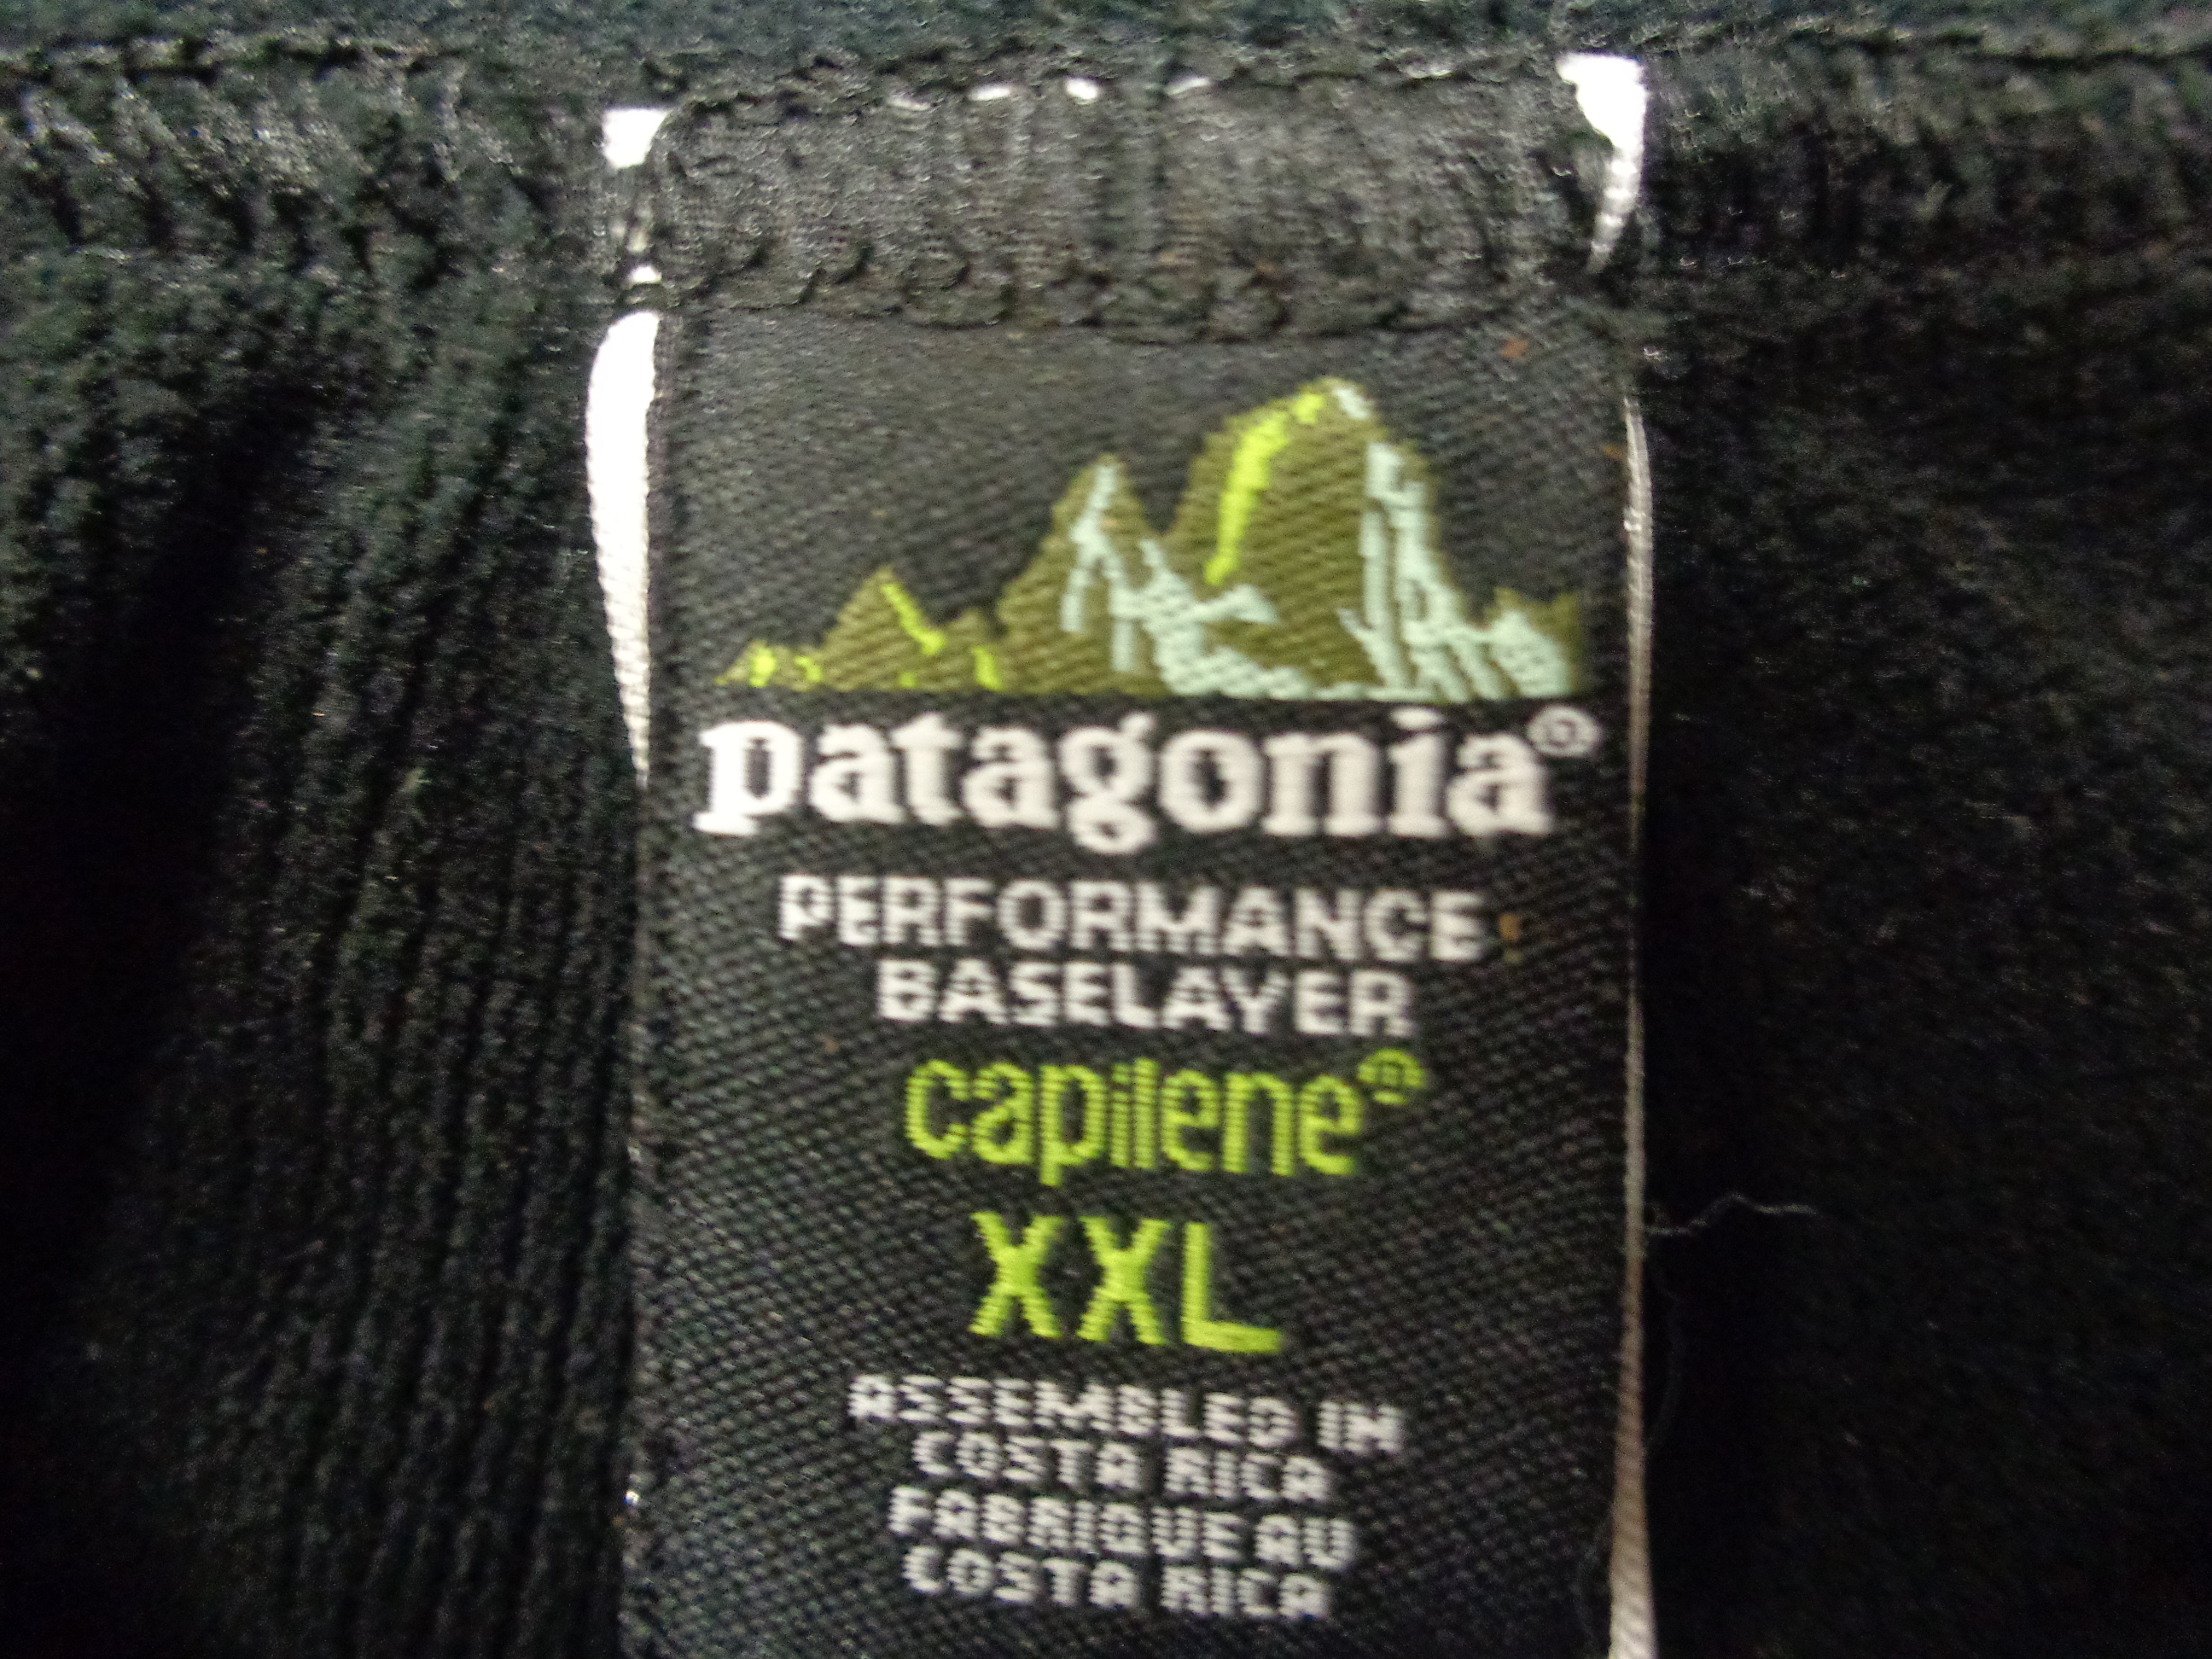 patagonia®
PERFORMANCE
BASELAYER
capilene®
XXL
ASSEMBLED IN
COSTA RICA
FABRIQUE AU
COSTA RICA